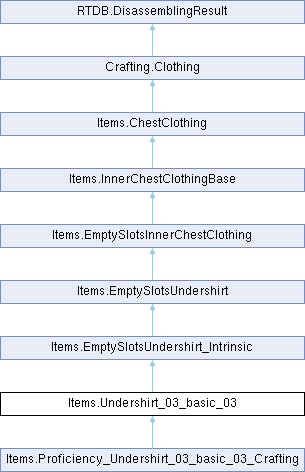 RTDB.DisassemblingResult
Crafting.Clothing
Items.ChestClothing
Items.InnerChestClothingBase
Items.EmptySlotsInnerChestClothing
Items.EmptySlotsUndershirt
Items.EmptySlotsUndershirt_Intrinsic
Items.Undershirt_03_basic_03
Items.Proficiency_Undershirt_03_basic_03_Crafting